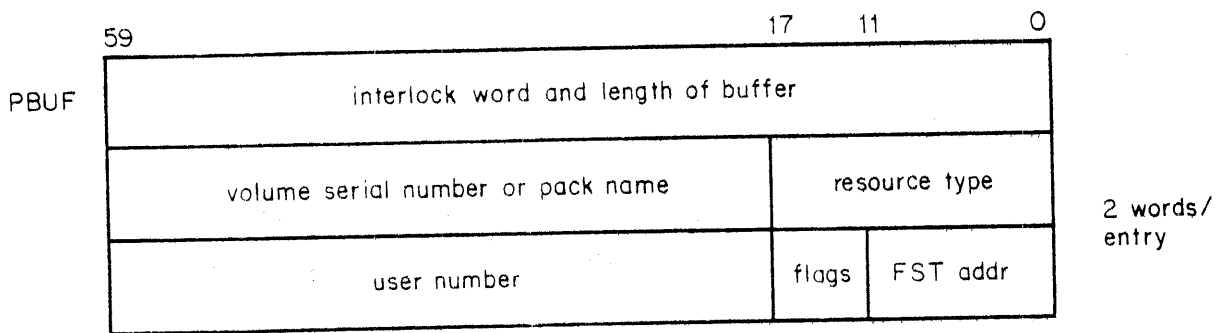 59 17 11 0
PBUF interlock word and length of buffer
volume serial number or pack name resource type
2 words/
entry
user number flags FST addr